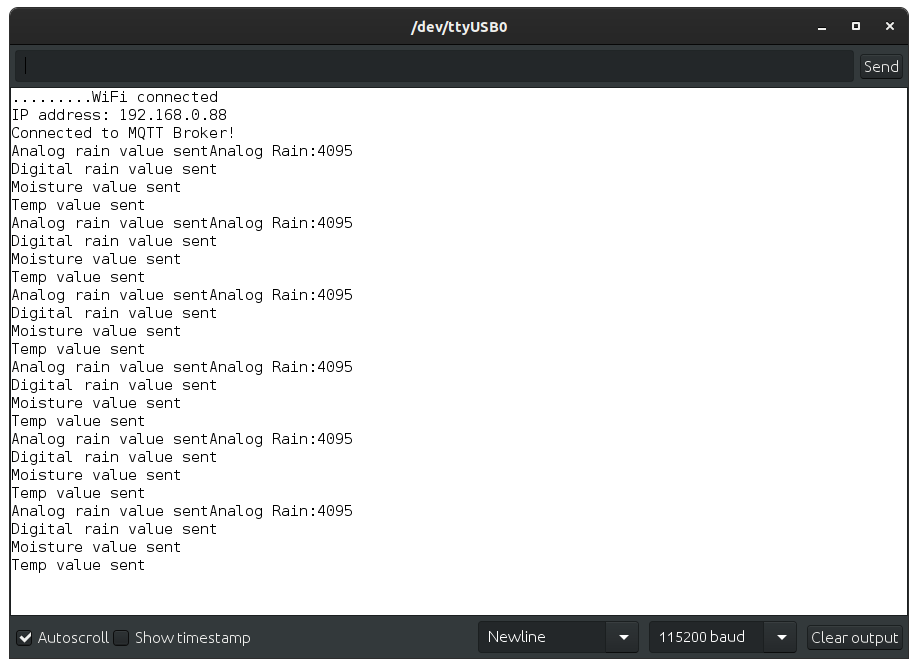 /dev/ttyUSB0
Send
.........WiFi connected
IP address: 192.168.0.88
Connected to MQTT Broker!
Analog rain value sentAnalog Rain:4095
Digital rain value sent
Moisture value sent
Temp value sent
Analog rain value sentAnalog Rain:4095
Digital rain value sent
Moisture value sent
Temp value sent
Analog rain value sentAnalog Rain:4095
Digital rain value sent
Moisture value sent
Temp value sent
Analog rain value sentAnalog Rain:4095
Digital rain value sent
Moisture value sent
Temp value sent
Analog rain value sentAnalog Rain:4095
Digital rain value sent
Moisture value sent
Temp value sent
Analog rain value sentAnalog Rain:4095
Digital rain value sent
Moisture value sent
Temp value sent
Autoscroll Show timestamp Newline 115200 baud Clear output